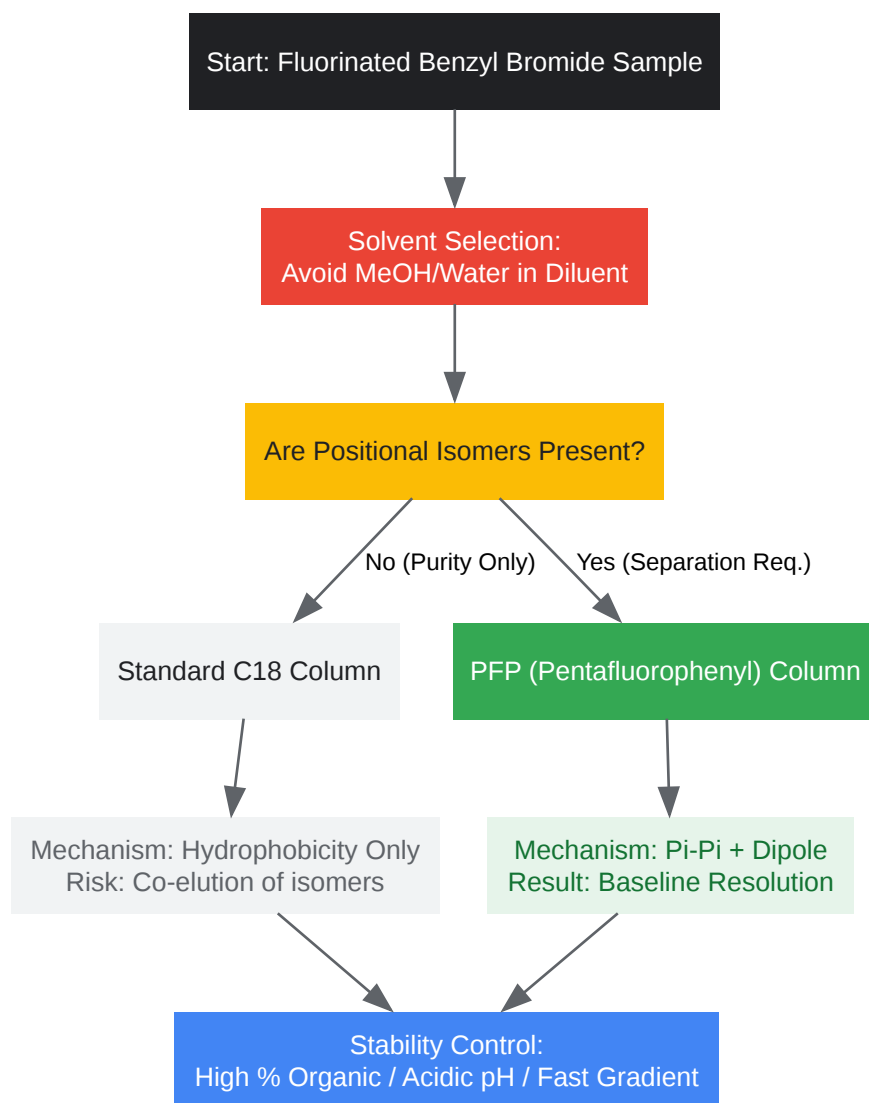 Start: Fluorinated Benzyl Bromide Sample
Solvent Selection:
Avoid MeOH/Water in Diluent
Are Positional Isomers Present?
No (Purity Only)
Yes (Separation Req.)
Standard C18 Column
PFP (Pentafluorophenyl) Column
Mechanism: Hydrophobicity Only
Risk: Co-elution of isomers
Mechanism: Pi-Pi + Dipole
Result: Baseline Resolution
Stability Control:
High % Organic / Acidic pH / Fast Gradient